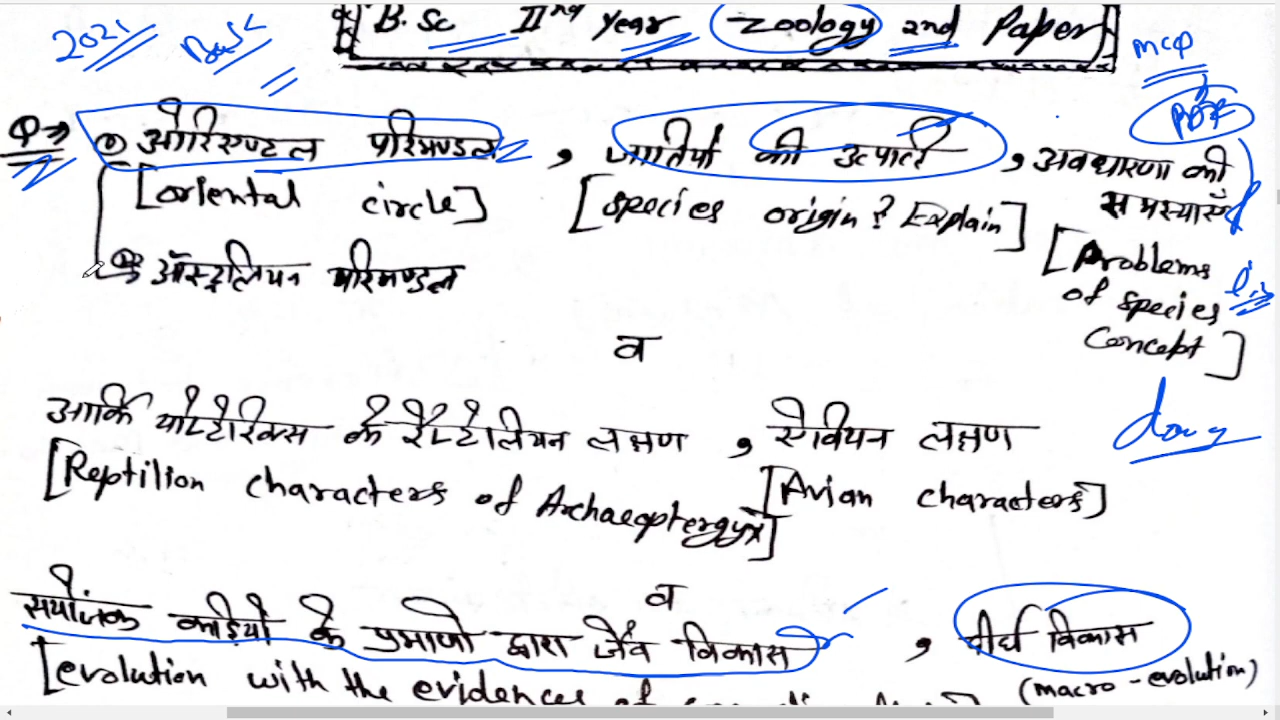 B.Sc IInd Year Zoology 2nd Paper
2021
mcq
PDF
Q→ ① ओरिएण्टल परिमण्डल , जातियों की उत्पत्ति , अवधारणा की समस्याएँ
[oriental circle] [species origin? Explain]
[Problems of species Concept]
② ऑस्ट्रेलियन परिमण्डल
व
आर्कियोप्टेरिक्स के रेप्टेलियन लक्षण , ऐवियन लक्षण
[Reptilion characters of Archaeoptergyx] [Avian characters]
व
संयोजक कड़ियों के प्रमाणों द्वारा जैव विकास , दीर्घ विकास
[evolution with the evidences of (macro-evolution)